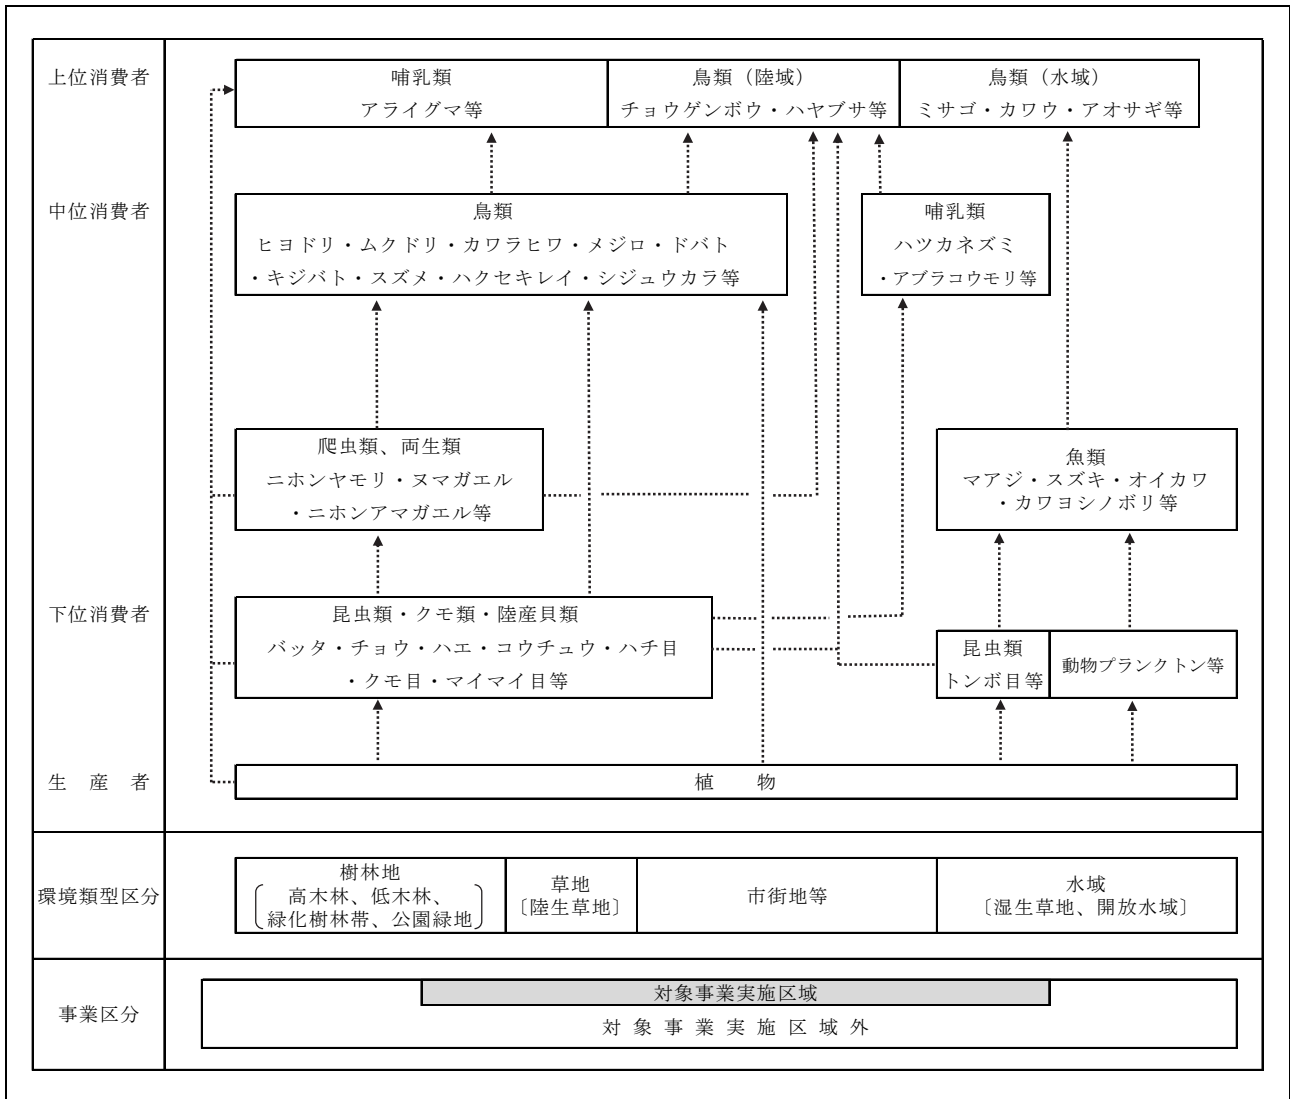 上位消費者
哺乳類
アライグマ等
鳥類（陸域）
チョウゲンボウ・ハヤブサ等
鳥類（水域）
ミサゴ・カワウ・アオサギ等
中位消費者
鳥類
ヒヨドリ・ムクドリ・カワラヒワ・メジロ・ドバト
・キジバト・スズメ・ハクセキレイ・シジュウカラ等
哺乳類
ハツカネズミ
・アブラコウモリ等
爬虫類、両生類
ニホンヤモリ・ヌマガエル
・ニホンアマガエル等
魚類
マアジ・スズキ・オイカワ
・カワヨシノボリ等
下位消費者
昆虫類・クモ類・陸産貝類
バッタ・チョウ・ハエ・コウチュウ・ハチ目
・クモ目・マイマイ目等
昆虫類
トンボ目等
動物プランクトン等
生　産　者
植　　物
環境類型区分
樹林地
高木林、低木林、
緑化樹林帯、公園緑地
草地
〔陸生草地〕
市街地等
水域
〔湿生草地、開放水域〕
事業区分
対象事業実施区域
対 象 事 業 実 施 区 域 外